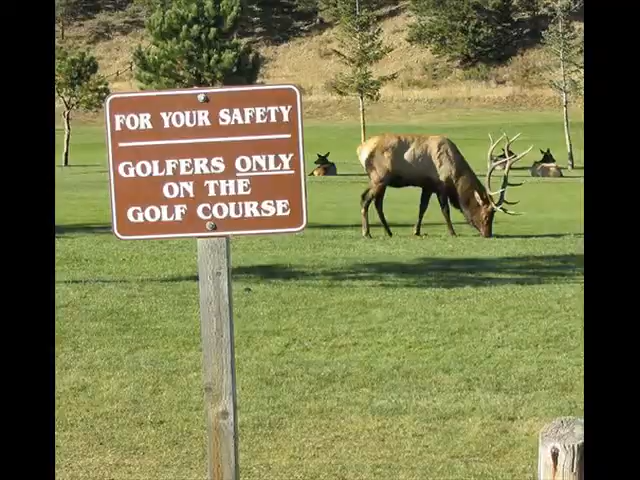 FOR YOUR SAFETY
GOLFERS ONLY
ON THE
GOLF COURSE